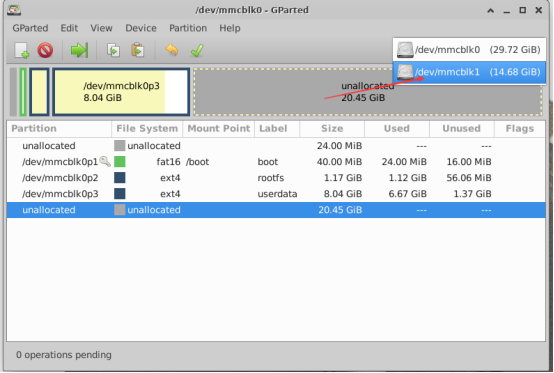 /dev/mmcblk0 - GParted
GParted Edit View Device Partition Help
/dev/mmcblk0 (29.72 GiB)
/dev/mmcblk1 (14.68 GiB)
/dev/mmcblk0p3
8.04 GiB
unallocated
20.45 GiB
Partition File System Mount Point Label Size Used Unused Flags
unallocated unallocated 24.00 MiB --- ---
/dev/mmcblk0p1 fat16 /boot boot 40.00 MiB 24.00 MiB 16.00 MiB
/dev/mmcblk0p2 ext4 rootfs 1.17 GiB 1.12 GiB 56.06 MiB
/dev/mmcblk0p3 ext4 userdata 8.04 GiB 6.67 GiB 1.37 GiB
unallocated unallocated 20.45 GiB --- ---
0 operations pending